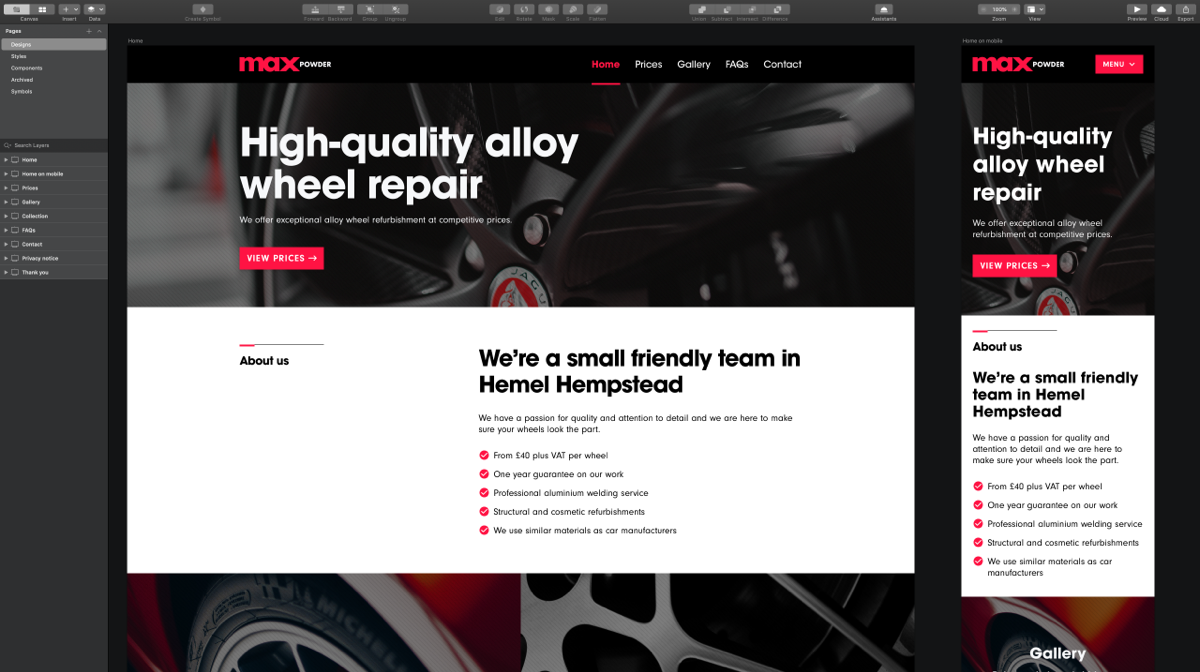 Canvas
Insert
Data
Create Symbol
Forward
Backward
Group
Ungroup
Edit
Rotate
Mask
Scale
Flatten
Union
Subtract
Intersect
Difference
Assistants
180%
Zoom
View
Preview
Cloud
Export
Pages
Designs
Styles
Components
Archived
Symbols
Search Layers
Home
Home on mobile
Prices
Gallery
Collection
FAQs
Contact
Privacy notice
Thank you
Home
max POWDER
Home
Prices
Gallery
FAQs
Contact
High-quality alloy
wheel repair
We offer exceptional alloy wheel refurbishment at competitive prices.
VIEW PRICES →
JAGU
About us
We’re a small friendly team in
Hemel Hempstead
We have a passion for quality and attention to detail and we are here to make
sure your wheels look the part.
From £40 plus VAT per wheel
One year guarantee on our work
Professional aluminium welding service
Structural and cosmetic refurbishments
We use similar materials as car manufacturers
MICHELIN
Home on mobile
max POWDER
MENU
High-quality
alloy wheel
repair
We offer exceptional alloy wheel
refurbishment at competitive prices.
VIEW PRICES →
About us
We’re a small friendly
team in Hemel
Hempstead
We have a passion for quality and
attention to detail and we are here to
make sure your wheels look the part.
From £40 plus VAT per wheel
One year guarantee on our work
Professional aluminium welding service
Structural and cosmetic refurbishments
We use similar materials as car
manufacturers
Gallery